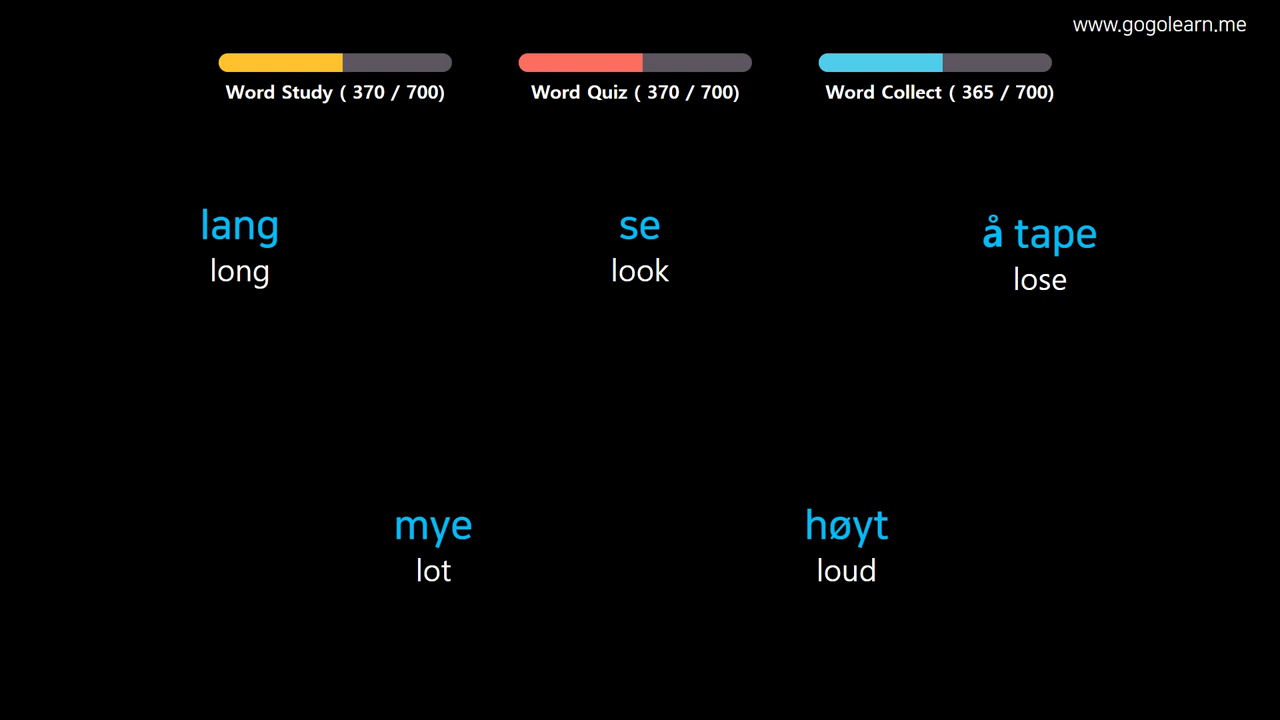 www.gogolearn.me
Word Study ( 370 / 700)
Word Quiz ( 370 / 700)
Word Collect ( 365 / 700)
lang
long
se
look
å tape
lose
mye
lot
høyt
loud